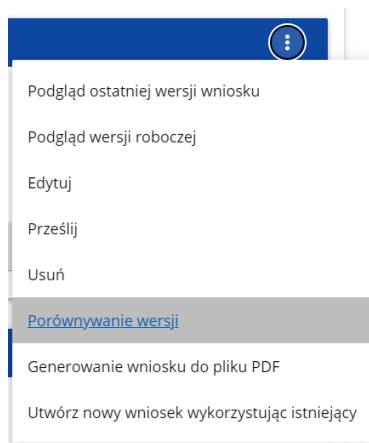 Podgląd ostatniej wersji wniosku
Podgląd wersji roboczej
Edytuj
Prześlij
Usuń
Porównywanie wersji
Generowanie wniosku do pliku PDF
Utwórz nowy wniosek wykorzystując istniejący